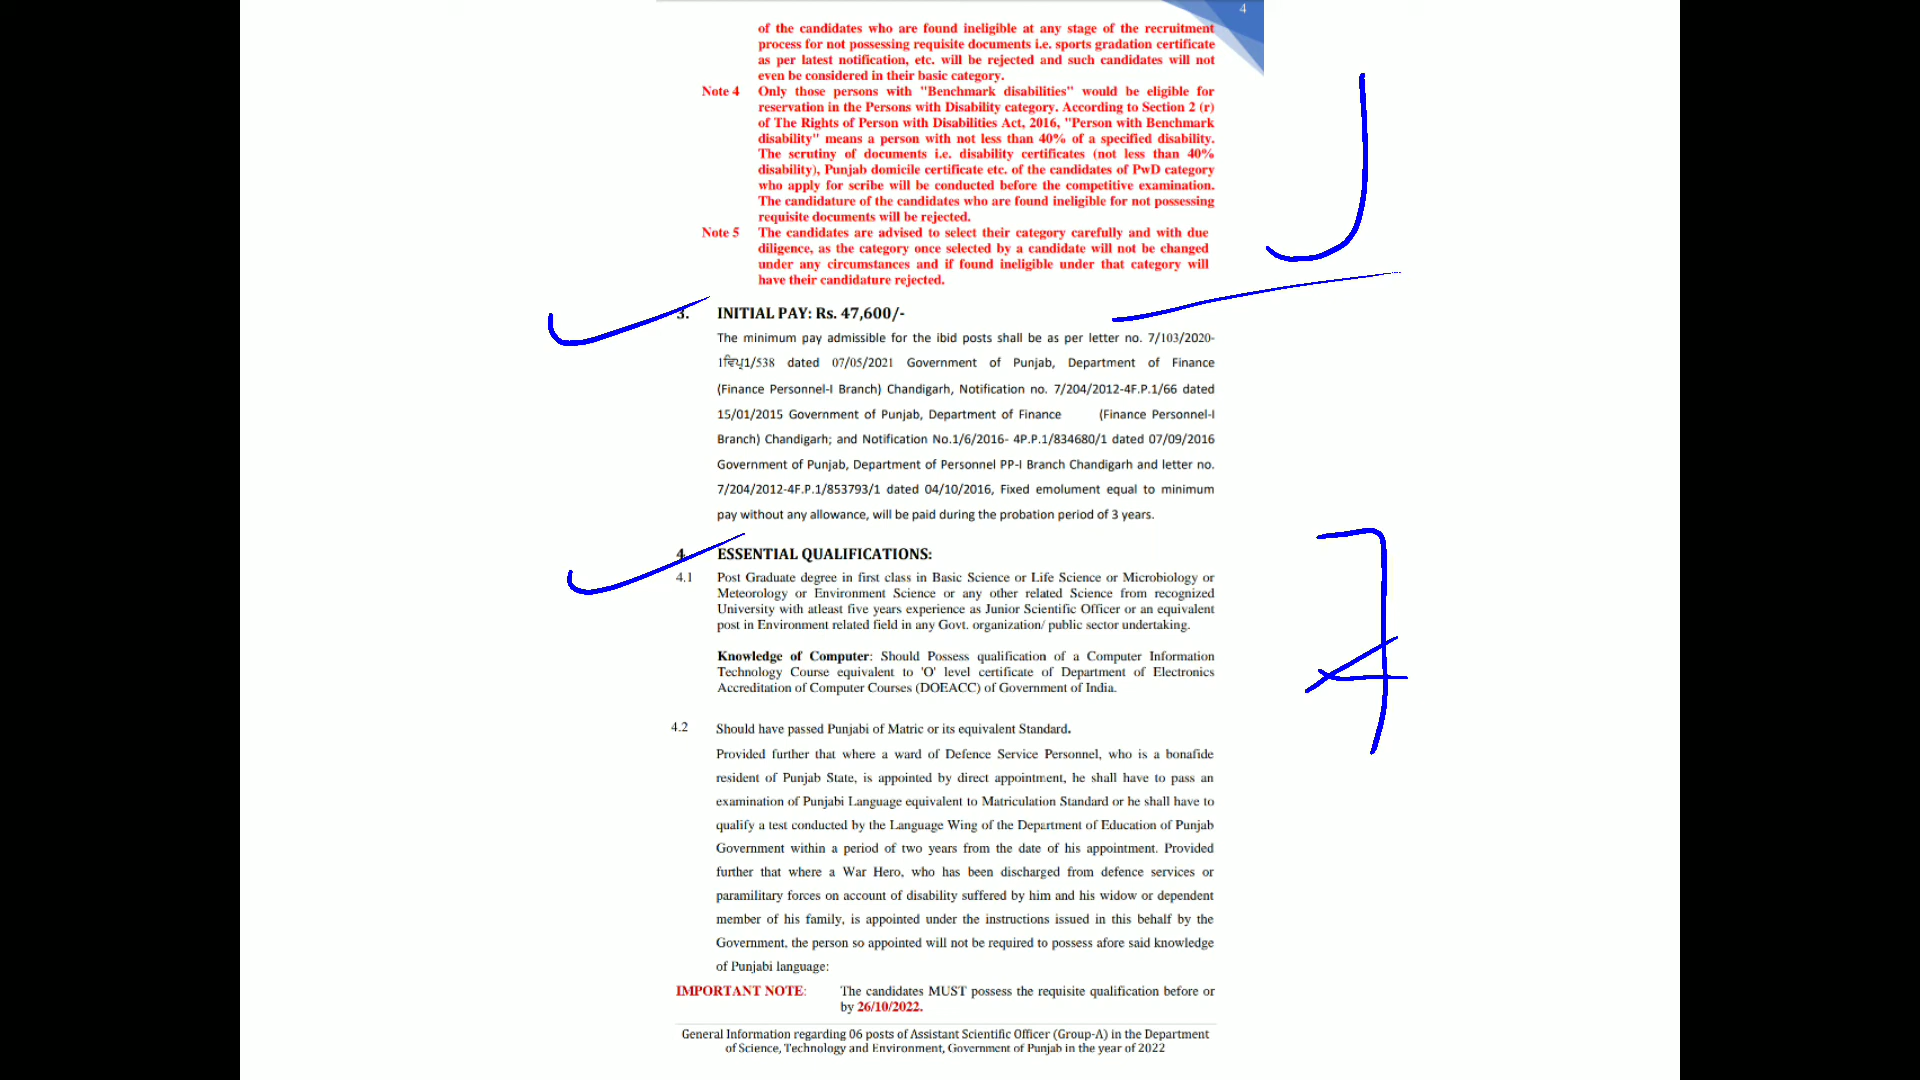 4
of the candidates who are found ineligible at any stage of the recruitment
process for not possessing requisite documents i.e. sports gradation certificate
as per latest notification, etc. will be rejected and such candidates will not
even be considered in their basic category.
Note 4 Only those persons with "Benchmark disabilities" would be eligible for
reservation in the Persons with Disability category. According to Section 2 (r)
of The Rights of Person with Disabilities Act, 2016, "Person with Benchmark
disability" means a person with not less than 40% of a specified disability.
The scrutiny of documents i.e. disability certificates (not less than 40%
disability), Punjab domicile certificate etc. of the candidates of PwD category
who apply for scribe will be conducted before the competitive examination.
The candidature of the candidates who are found ineligible for not possessing
requisite documents will be rejected.
Note 5 The candidates are advised to select their category carefully and with due
diligence, as the category once selected by a candidate will not be changed
under any circumstances and if found ineligible under that category will
have their candidature rejected.
3. INITIAL PAY: Rs. 47,600/-
The minimum pay admissible for the ibid posts shall be as per letter no. 7/103/2020-
dated 07/05/2021 Government of Punjab, Department of Finance
(Finance Personnel-I Branch) Chandigarh, Notification no. 7/204/2012-4F.P.1/66 dated
15/01/2015 Government of Punjab, Department of Finance (Finance Personnel-I
Branch) Chandigarh; and Notification No.1/6/2016- 4P.P.1/834680/1 dated 07/09/2016
Government of Punjab, Department of Personnel PP-I Branch Chandigarh and letter no.
7/204/2012-4F.P.1/853793/1 dated 04/10/2016, Fixed emolument equal to minimum
pay without any allowance, will be paid during the probation period of 3 years.
4. ESSENTIAL QUALIFICATIONS:
4.1 Post Graduate degree in first class in Basic Science or Life Science or Microbiology or
Meteorology or Environment Science or any other related Science from recognized
University with atleast five years experience as Junior Scientific Officer or an equivalent
post in Environment related field in any Govt. organization/ public sector undertaking.
Knowledge of Computer: Should Possess qualification of a Computer Information
Technology Course equivalent to 'O' level certificate of Department of Electronics
Accreditation of Computer Courses (DOEACC) of Government of India.
4.2 Should have passed Punjabi of Matric or its equivalent Standard.
Provided further that where a ward of Defence Service Personnel, who is a bonafide
resident of Punjab State, is appointed by direct appointment, he shall have to pass an
examination of Punjabi Language equivalent to Matriculation Standard or he shall have to
qualify a test conducted by the Language Wing of the Department of Education of Punjab
Government within a period of two years from the date of his appointment. Provided
further that where a War Hero, who has been discharged from defence services or
paramilitary forces on account of disability suffered by him and his widow or dependent
member of his family, is appointed under the instructions issued in this behalf by the
Government, the person so appointed will not be required to possess afore said knowledge
of Punjabi language:
IMPORTANT NOTE: The candidates MUST possess the requisite qualification before or
by 26/10/2022.
General Information regarding 06 posts of Assistant Scientific Officer (Group-A) in the Department
of Science, Technology and Environment, Government of Punjab in the year of 2022